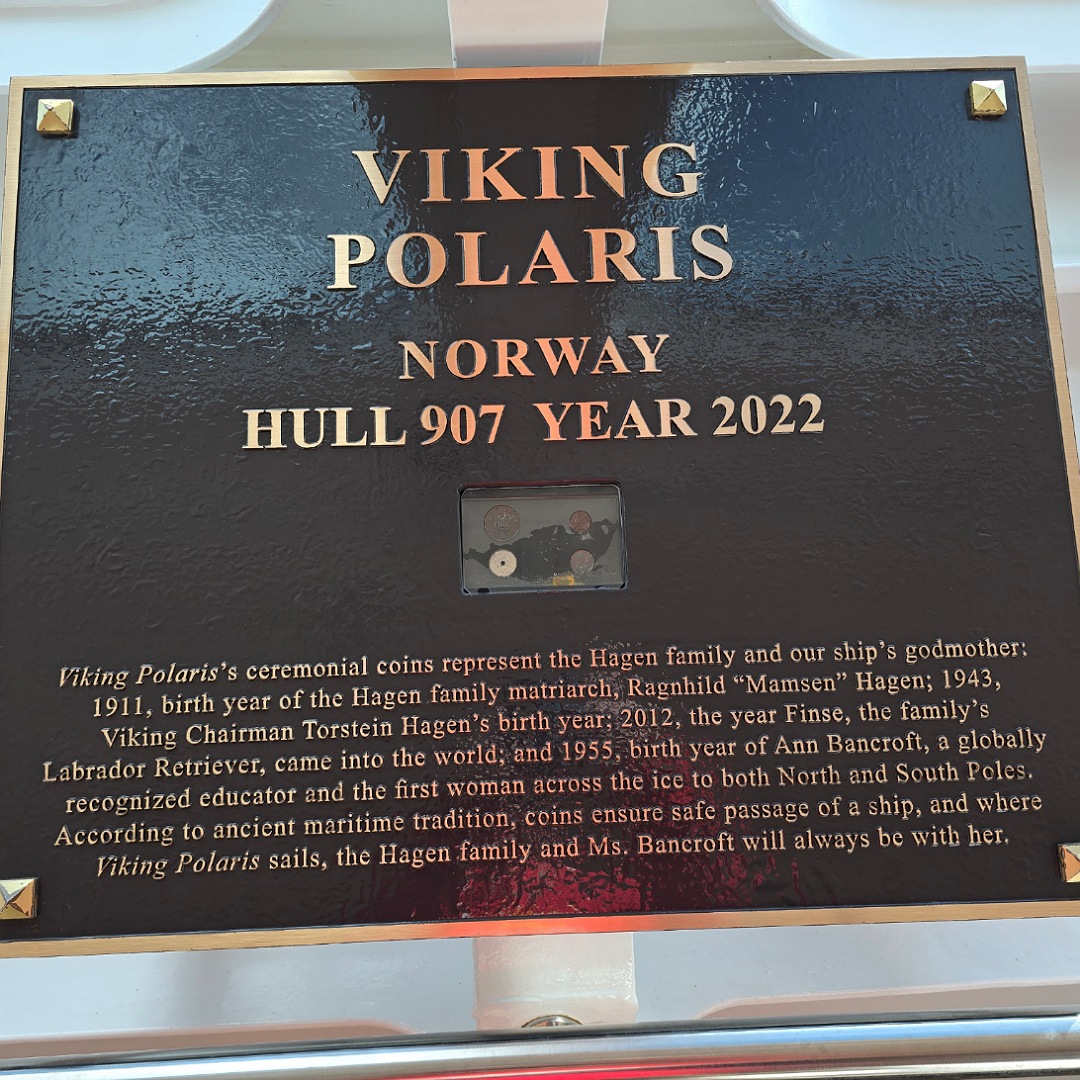 VIKING
POLARIS
NORWAY
HULL 907 YEAR 2022
Viking Polaris's ceremonial coins represent the Hagen family and our ship's godmother:
1911, birth year of the Hagen family matriarch, Ragnhild “Mamsen” Hagen; 1943,
Viking Chairman Torstein Hagen's birth year; 2012, the year Finse, the family's
Labrador Retriever, came into the world; and 1955, birth year of Ann Bancroft, a globally
recognized educator and the first woman across the ice to both North and South Poles.
According to ancient maritime tradition, coins ensure safe passage of a ship, and where
Viking Polaris sails, the Hagen family and Ms. Bancroft will always be with her.